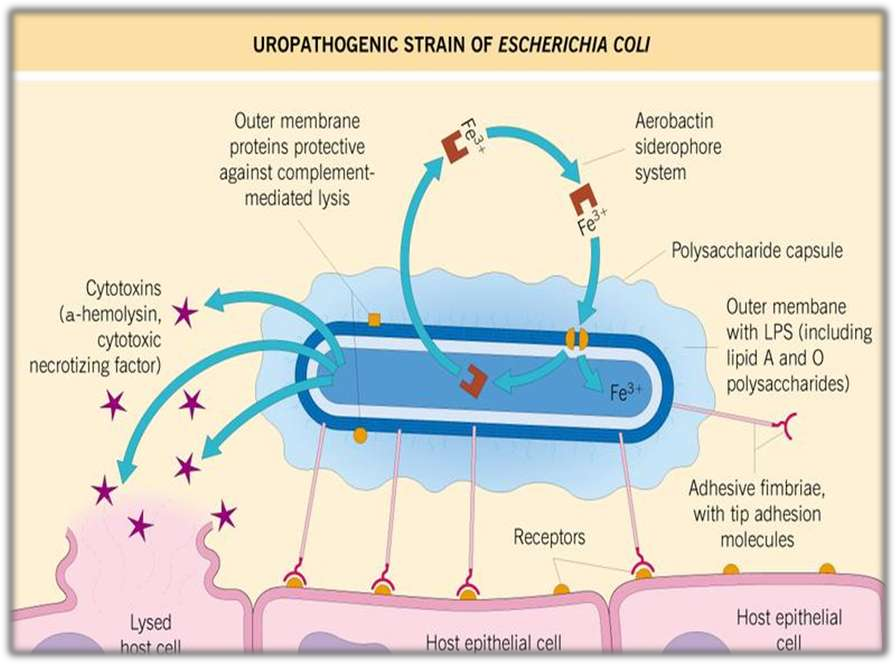 UROPATHOGENIC STRAIN OF ESCHERICHIA COLI
Outer membrane
proteins protective
against complement-
mediated lysis
Fe3+
Aerobactin
siderophore
system
Fe3+
Polysaccharide capsule
Cytotoxins
(a-hemolysin,
cytotoxic
necrotizing factor)
Outer membane
with LPS (including
lipid A and O
polysaccharides)
Fe3+
Adhesive fimbriae,
with tip adhesion
molecules
Receptors
Lysed
host cell
Host epithelial cell
Host epithelial
cell